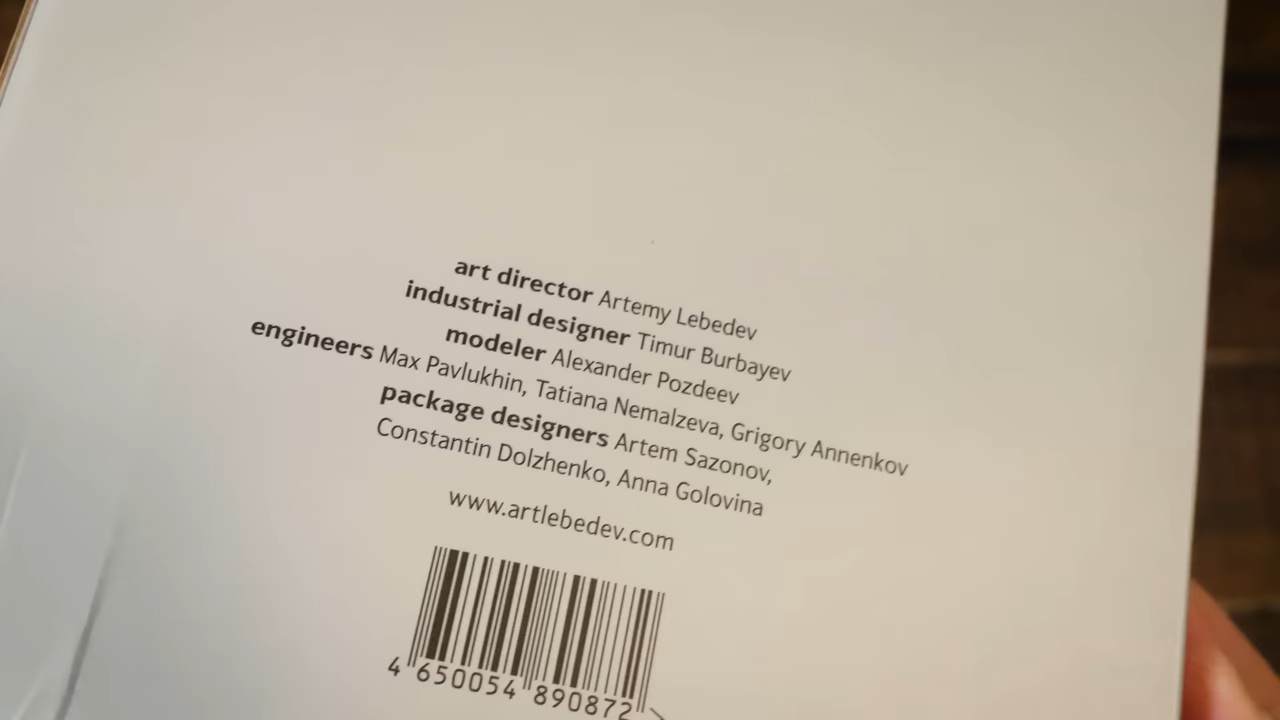 art director Artemy Lebedev
industrial designer Timur Burbayev
modeler Alexander Pozdeev
engineers Max Pavlukhin, Tatiana Nemalzeva, Grigory Annenkov
package designers Artem Sazonov,
Constantin Dolzhenko, Anna Golovina
www.artlebedev.com
4 650054 890872